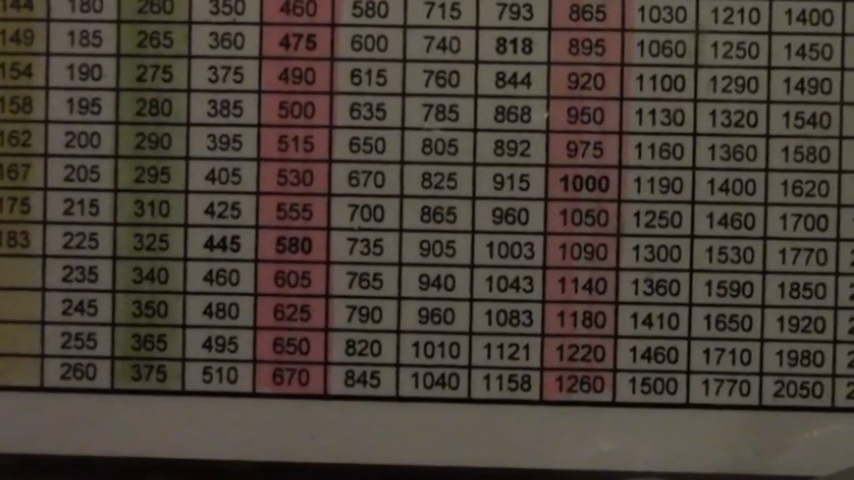 144 180 260 350 460 580 715 793 865 1030 1210 1400
149 185 265 360 475 600 740 818 895 1060 1250 1450
154 190 275 375 490 615 760 844 920 1100 1290 1490
158 195 280 385 500 635 785 868 950 1130 1320 1540
162 200 290 395 515 650 805 892 975 1160 1360 1580
167 205 295 405 530 670 825 915 1000 1190 1400 1620
175 215 310 425 555 700 865 960 1050 1250 1460 1700
183 225 325 445 580 735 905 1003 1090 1300 1530 1770
235 340 460 605 765 940 1043 1140 1360 1590 1850
245 350 480 625 790 960 1083 1180 1410 1650 1920
255 365 495 650 820 1010 1121 1220 1460 1710 1980
260 375 510 670 845 1040 1158 1260 1500 1770 2050